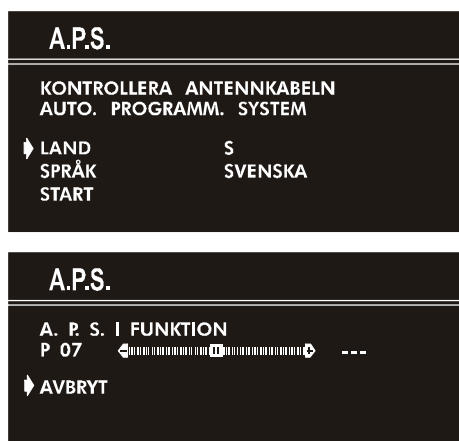 A.P.S.
KONTROLLERA ANTENNKABELN
AUTO. PROGRAMM. SYSTEM
LAND S
SPRÅK SVENSKA
START
A.P.S.
A. P. S. I FUNKTION
P 07 - + ---
AVBRYT